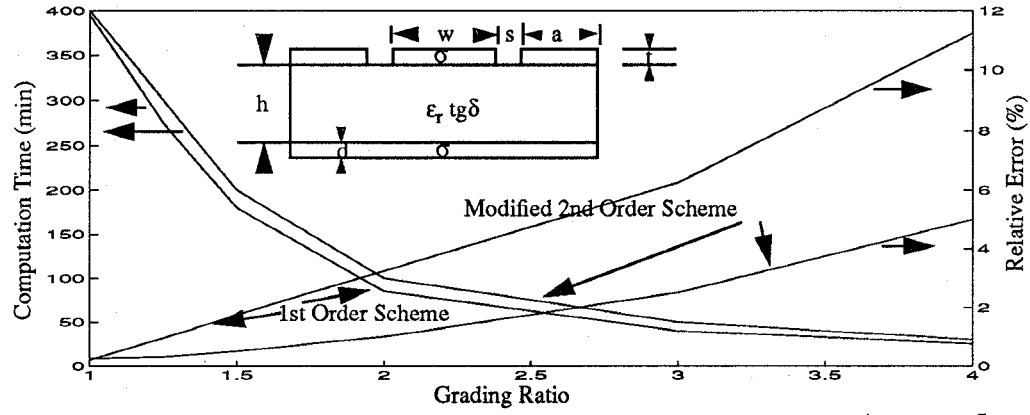 400
350
300
250
200
150
100
50
0
Computation Time (min)
12
10
8
6
4
2
0
Relative Error (%)
w s a
σ
t
h
εr tgδ
d
σ
Modified 2nd Order Scheme
1st Order Scheme
1 1.5 2 2.5 3 3.5 4
Grading Ratio